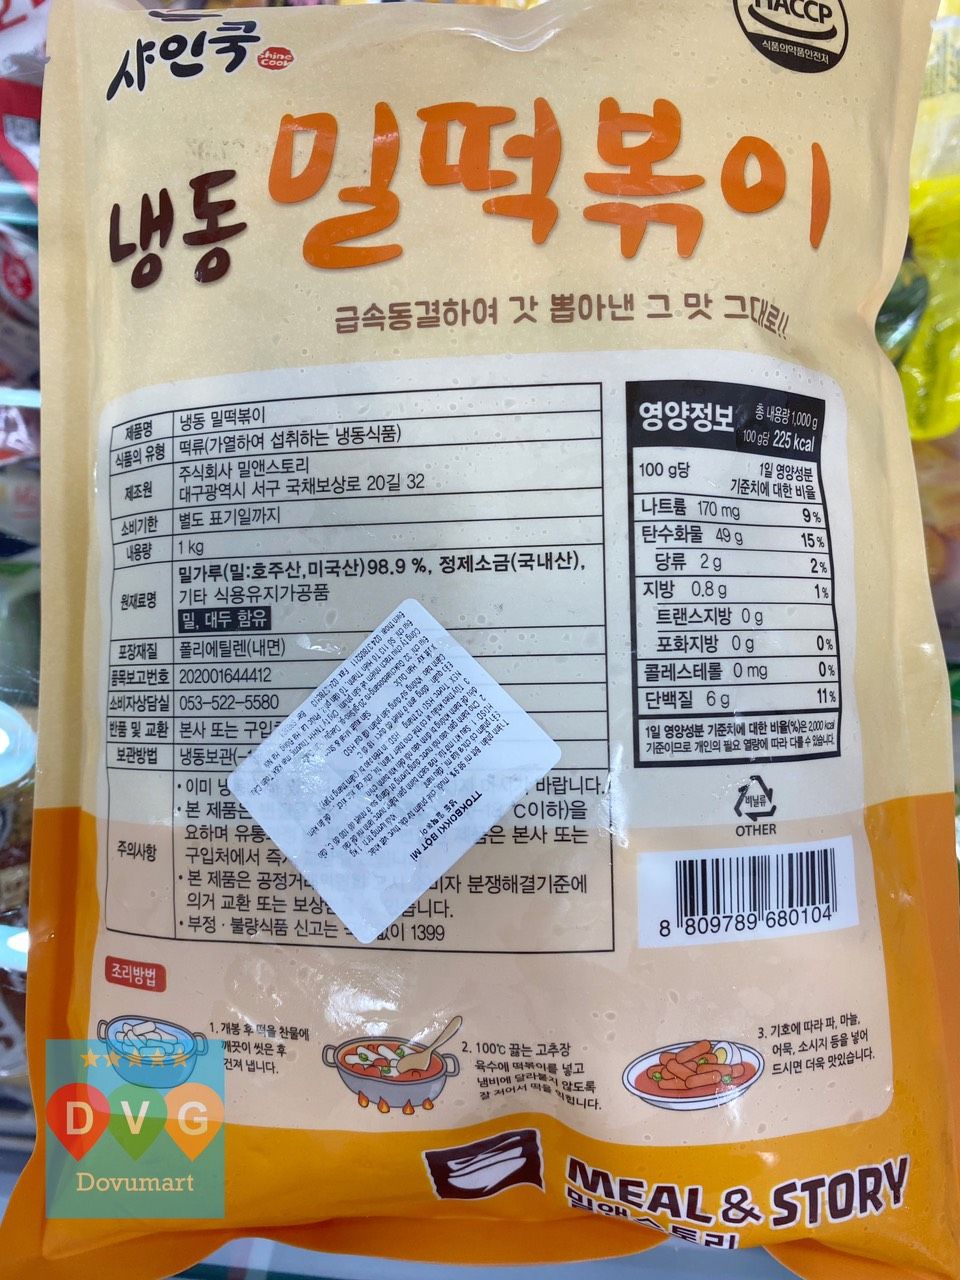 샤인쿡
Shine Cook
HACCP
식품의약품안전처
냉동 밀떡볶이
급속동결하여 갓 뽑아낸 그 맛 그대로!!
제품명 냉동 밀떡볶이
식품의 유형 떡류(가열하여 섭취하는 냉동식품)
제조원 주식회사 밀앤스토리
대구광역시 서구 국채보상로 20길 32
소비기한 별도 표기일까지
내용량 1 kg
원재료명 밀가루(밀:호주산,미국산)98.9 %, 정제소금(국내산),
기타 식용유지가공품
밀, 대두 함유
포장재질 폴리에틸렌(내면)
품목보고번호 202001644412
소비자상담실 053-522-5580
반품 및 교환 본사 또는 구입
보관방법 냉동보관
주의사항
• 이미 냉 바랍니다.
• 본 제품은 C이하)을
요하며 유통 은 본사 또는
구입처에서 즉
• 본 제품은 공정거래 비자 분쟁해결기준에
의거 교환 또는 보상 니다.
• 부정 · 불량식품 신고는 없이 1399
영양정보
총 내용량 1,000 g
100 g당 225 kcal
100 g당 1일 영양성분
기준치에 대한 비율
나트륨 170 mg 9%
탄수화물 49 g 15%
당류 2 g 2%
지방 0.8 g 1%
트랜스지방 0 g
포화지방 0 g 0%
콜레스테롤 0 mg 0%
단백질 6 g 11%
1일 영양성분 기준치에 대한 비율(%)은 2,000 kcal
기준이므로 개인의 필요 열량에 따라 다를 수 있습니다.
비닐류
OTHER
8 809789 680104
TTOKBOKKI BỘT MÌ
조리방법
1. 개봉 후 떡을 찬물에
깨끗이 씻은 후
건져 냅니다.
2. 100℃ 끓는 고추장
육수에 떡볶이를 넣고
냄비에 달라붙지 않도록
잘 저어서 떡을 익힙니다.
3. 기호에 따라 파, 마늘,
어묵, 소시지 등을 넣어
드시면 더욱 맛있습니다.
DVG
Dovumart
MEAL & STORY
밀앤스토리